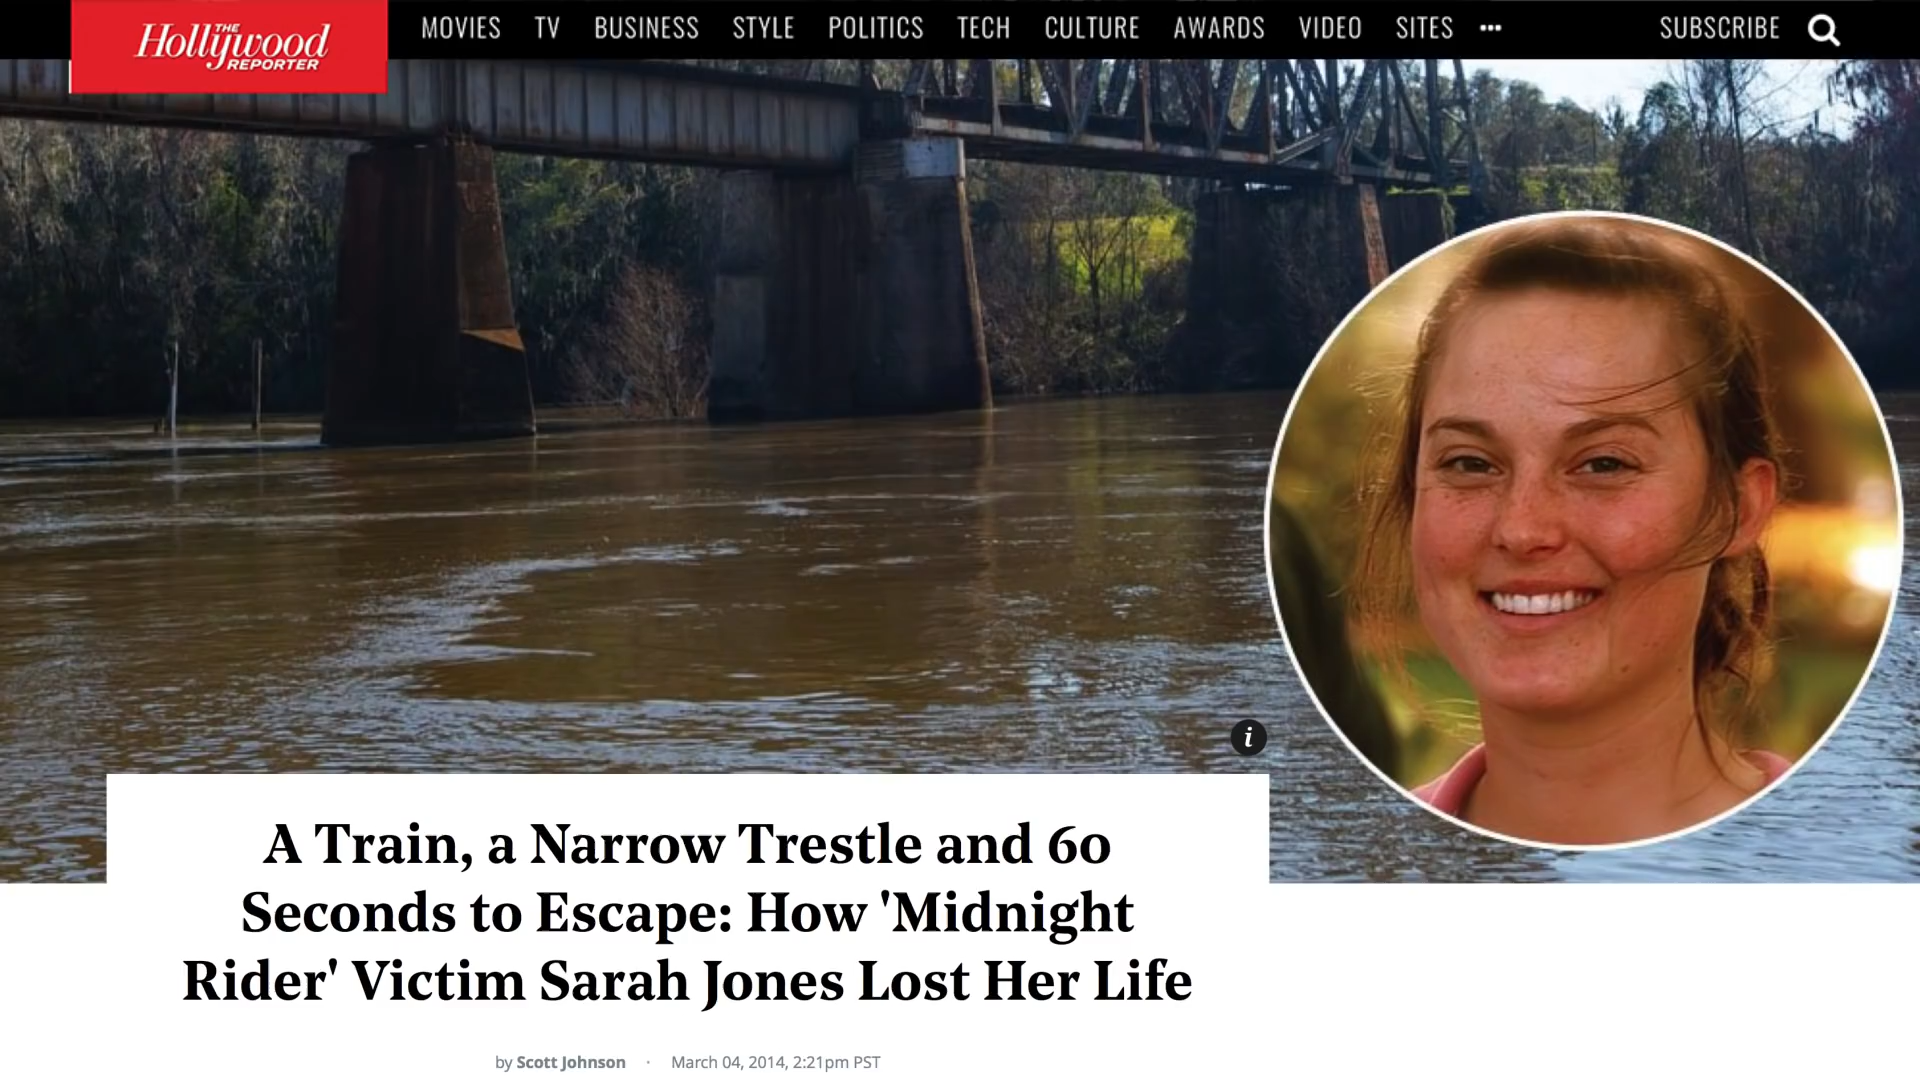 THE
Hollywood
REPORTER
MOVIES TV BUSINESS STYLE POLITICS TECH CULTURE AWARDS VIDEO SITES ••• SUBSCRIBE
i
A Train, a Narrow Trestle and 60
Seconds to Escape: How 'Midnight
Rider' Victim Sarah Jones Lost Her Life
by Scott Johnson · March 04, 2014, 2:21pm PST